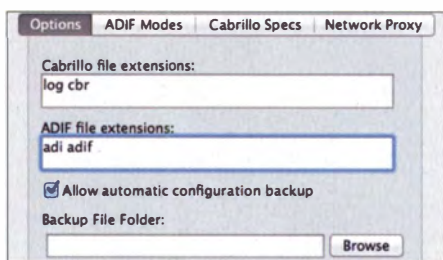 Options ADIF Modes Cabrillo Specs Network Proxy
Cabrillo file extensions:
log cbr
ADIF file extensions:
adi adif
Allow automatic configuration backup
Backup File Folder:
Browse